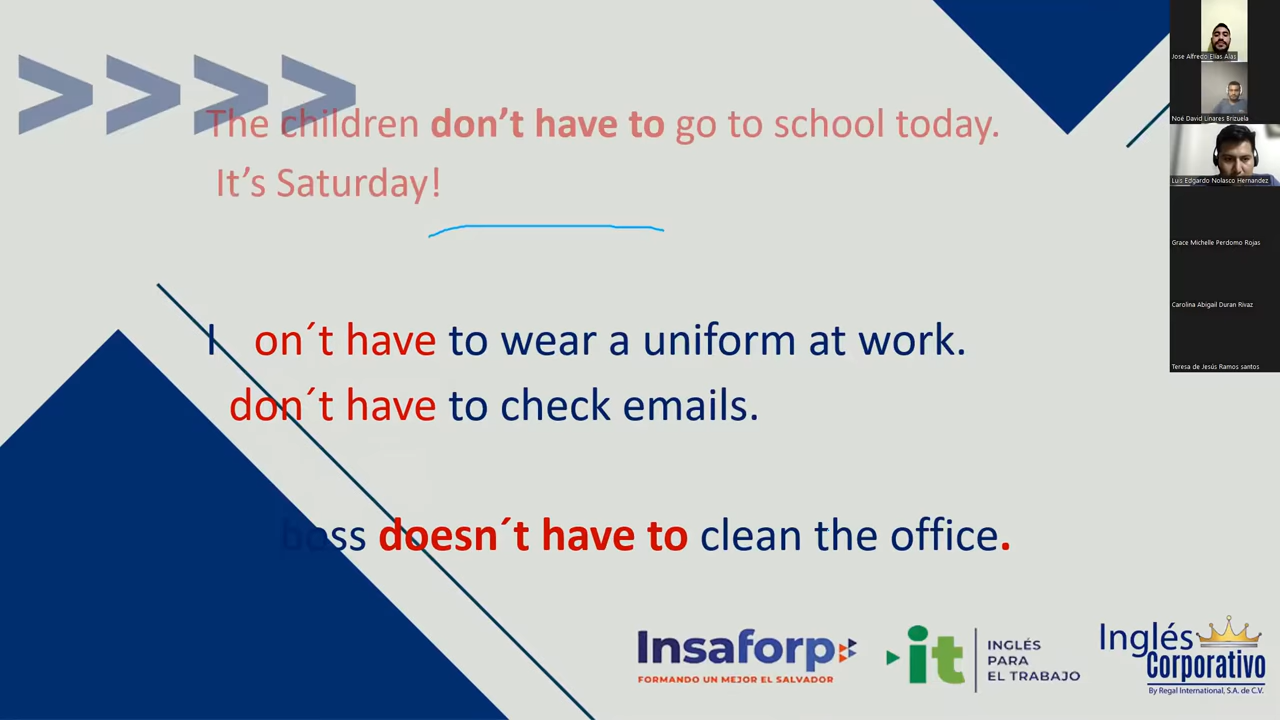 The children don't have to go to school today.
It's Saturday!
I on´t have to wear a uniform at work.
don´t have to check emails.
boss doesn´t have to clean the office.
Insaforp
FORMANDO UN MEJOR EL SALVADOR
it
INGLÉS
PARA
EL TRABAJO
Inglés
Corporativo
By Regal International, S.A. de C.V.
Jose Alfredo Elias Alas
Noé David Linares Brizuela
Luis Edgardo Nolasco Hernandez
Grace Michelle Perdomo Rojas
Carolina Abigail Duran Rivaz
Teresa de Jesús Ramos santos